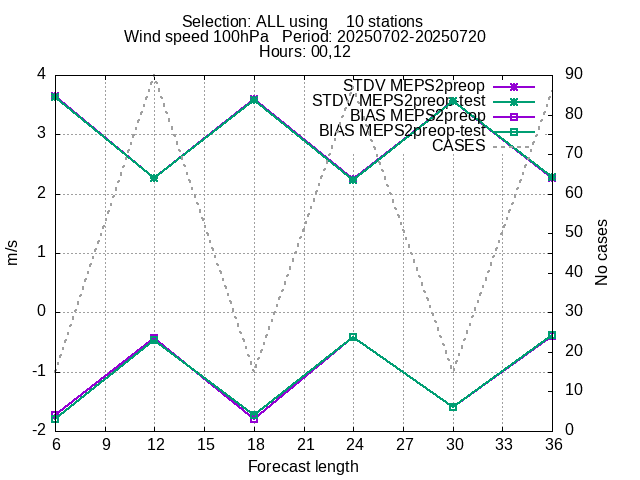 Selection: ALL using    10 stations
Wind speed 100hPa   Period: 20250702-20250720
Hours: 00,12
STDV MEPS2preop
STDV MEPS2preop-test
BIAS MEPS2preop
BIAS MEPS2preop-test
CASES
4
3
2
1
0
-1
-2
90
80
70
60
50
40
30
20
10
0
m/s
No cases
6 9 12 15 18 21 24 27 30 33 36
Forecast length